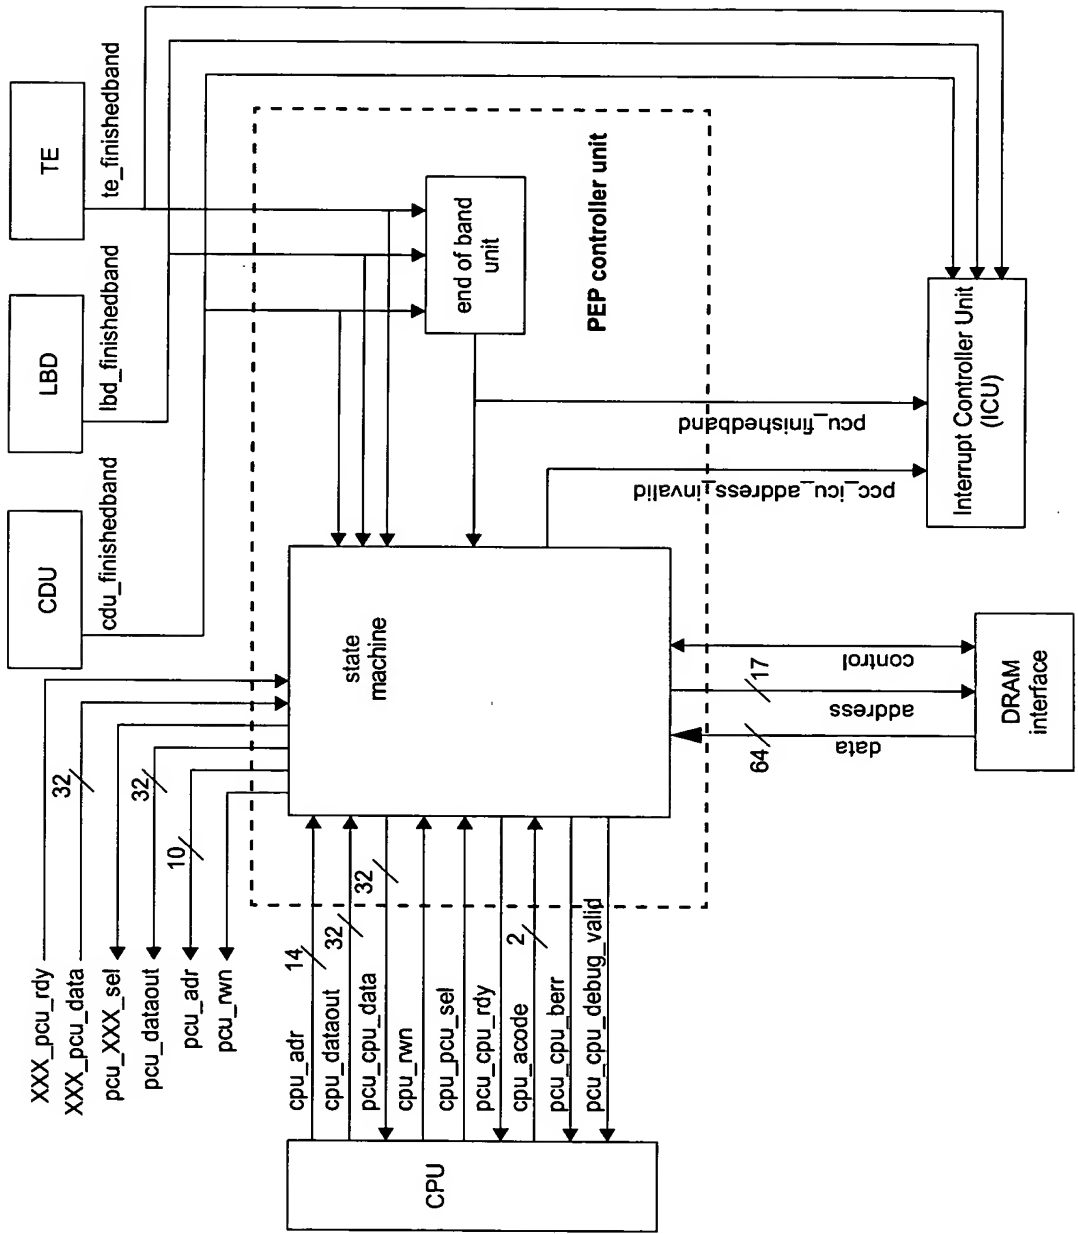 CDU
LBD
TE
cdu_finishedband
lbd_finishedband
te_finishedband
XXX_pcu_rdy
XXX_pcu_data
32
pcu_XXX_sel
pcu_dataout
32
pcu_adr
10
pcu_rwn
end of band
unit
PEP controller unit
state
machine
CPU
cpu_adr
14
cpu_dataout
32
pcu_cpu_data
32
cpu_rwn
cpu_pcu_sel
pcu_cpu_rdy
cpu_acode
2
pcu_cpu_berr
pcu_cpu_debug_valid
64
data
17
address
control
DRAM
interface
pcc_icu_address_invalid
pcu_finishedband
Interrupt Controller Unit
(ICU)